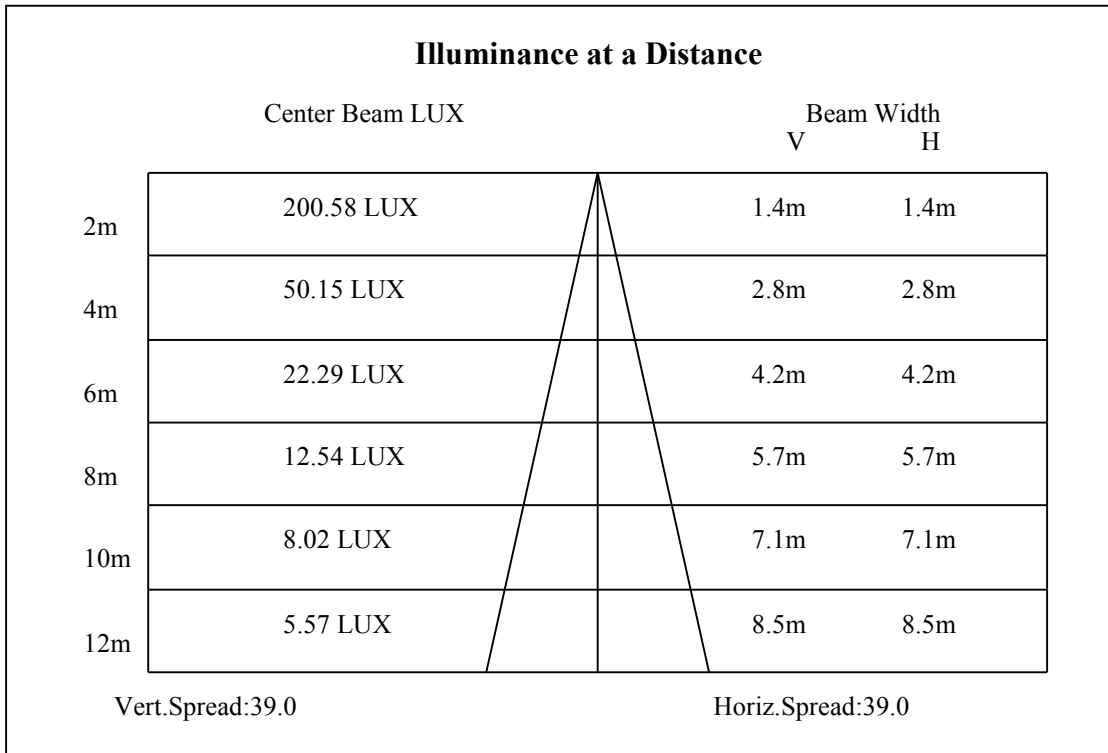 Illuminance at a Distance
Center Beam LUX Beam Width
V H
2m 200.58 LUX 1.4m 1.4m
4m 50.15 LUX 2.8m 2.8m
6m 22.29 LUX 4.2m 4.2m
8m 12.54 LUX 5.7m 5.7m
10m 8.02 LUX 7.1m 7.1m
12m 5.57 LUX 8.5m 8.5m
Vert.Spread:39.0 Horiz.Spread:39.0